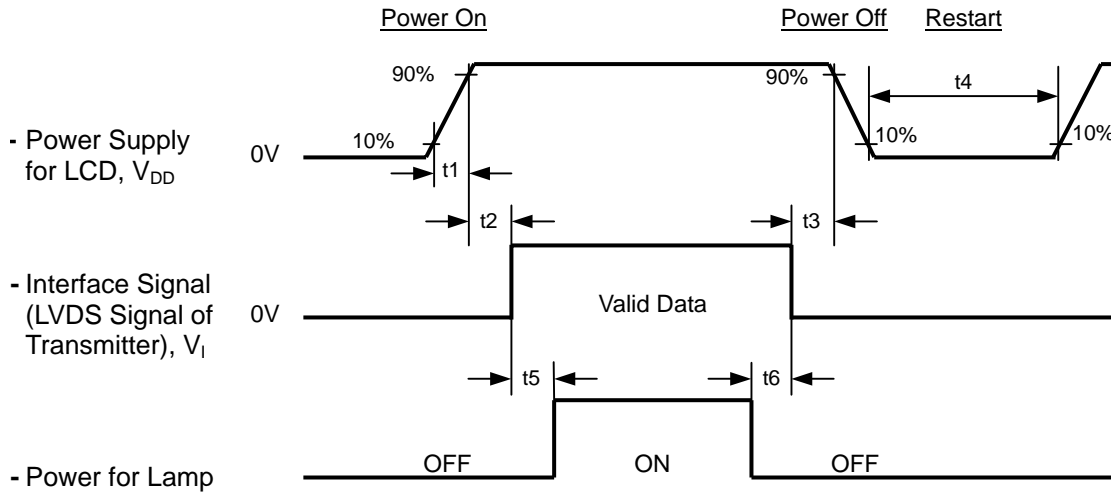 Power On
Power Off
Restart
90%
90%
t4
10%
10%
10%
- Power Supply
for LCD, VDD
0V
t1
t2
t3
- Interface Signal
(LVDS Signal of
Transmitter), VI
0V
Valid Data
t5
t6
- Power for Lamp
OFF
ON
OFF